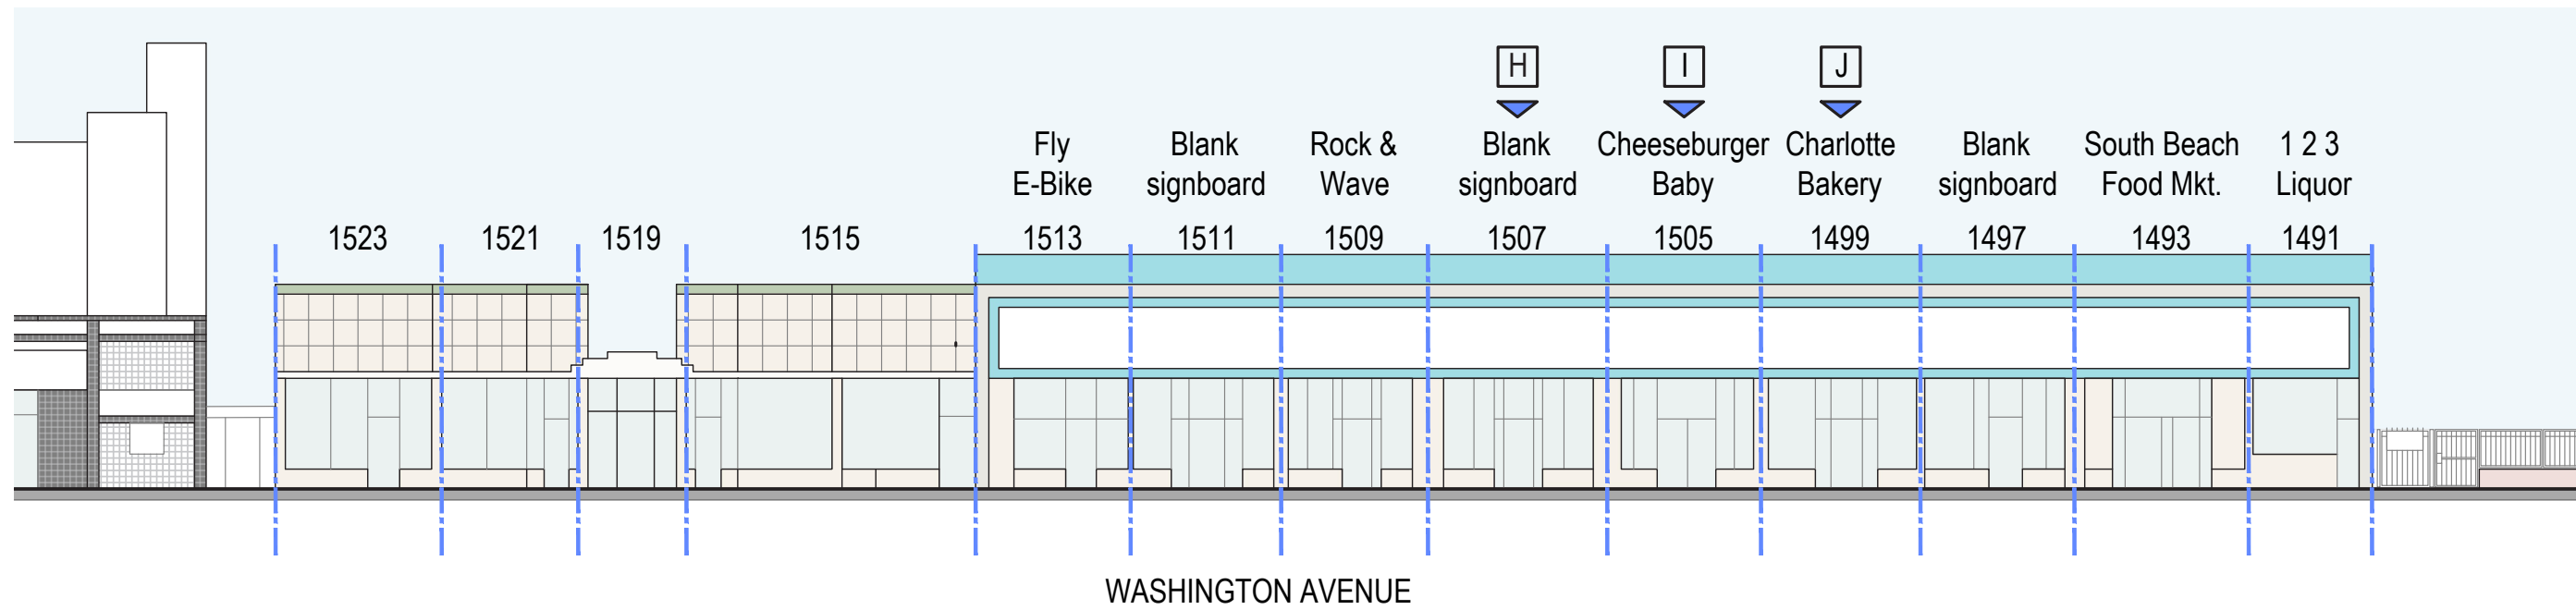 H I J
Fly Blank Rock & Blank Cheeseburger Charlotte Blank South Beach 1 2 3
E-Bike signboard Wave signboard Baby Bakery signboard Food Mkt. Liquor
1523 1521 1519 1515 1513 1511 1509 1507 1505 1499 1497 1493 1491
WASHINGTON AVENUE